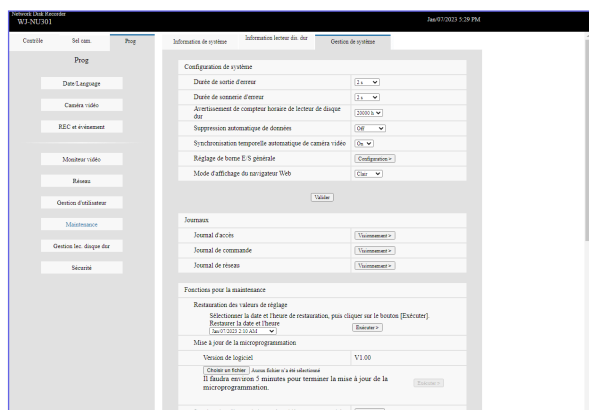 Network Disk Recorder
WJ-NU301
Jan/07/2023 5:29 PM
Contrôle
Sel cam.
Prog
Prog
Date/Language
Caméra vidéo
REC et événement
Moniteur vidéo
Réseau
Gestion d'utilisateur
Maintenance
Gestion lec. disque dur
Sécurité
Information de système
Information lecteur dis. dur
Gestion de système
Configuration de système
Durée de sortie d'erreur
2 s
Durée de sonnerie d'erreur
2 s
Avertissement de compteur horaire de lecteur de disque
dur
20000 h
Suppression automatique de données
Off
Synchronisation temporelle automatique de caméra vidéo
On
Réglage de borne E/S générale
Configuration >
Mode d'affichage du navigateur Web
Clair
Valider
Journaux
Journal d'accès
Visionnement >
Journal de commande
Visionnement >
Journal de réseau
Visionnement >
Fonctions pour la maintenance
Restauration des valeurs de réglage
Sélectionner la date et l'heure de restauration, puis cliquer sur le bouton [Exécuter].
Restaurer la date et l'heure
Jan/07/2023 2:10 AM
Exécuter >
Mise à jour de la microprogrammation
Version de logiciel
V1.00
Choisir un fichier Aucun fichier n'a été sélectionné
Il faudra environ 5 minutes pour terminer la mise à jour de la
microprogrammation.
Exécuter >